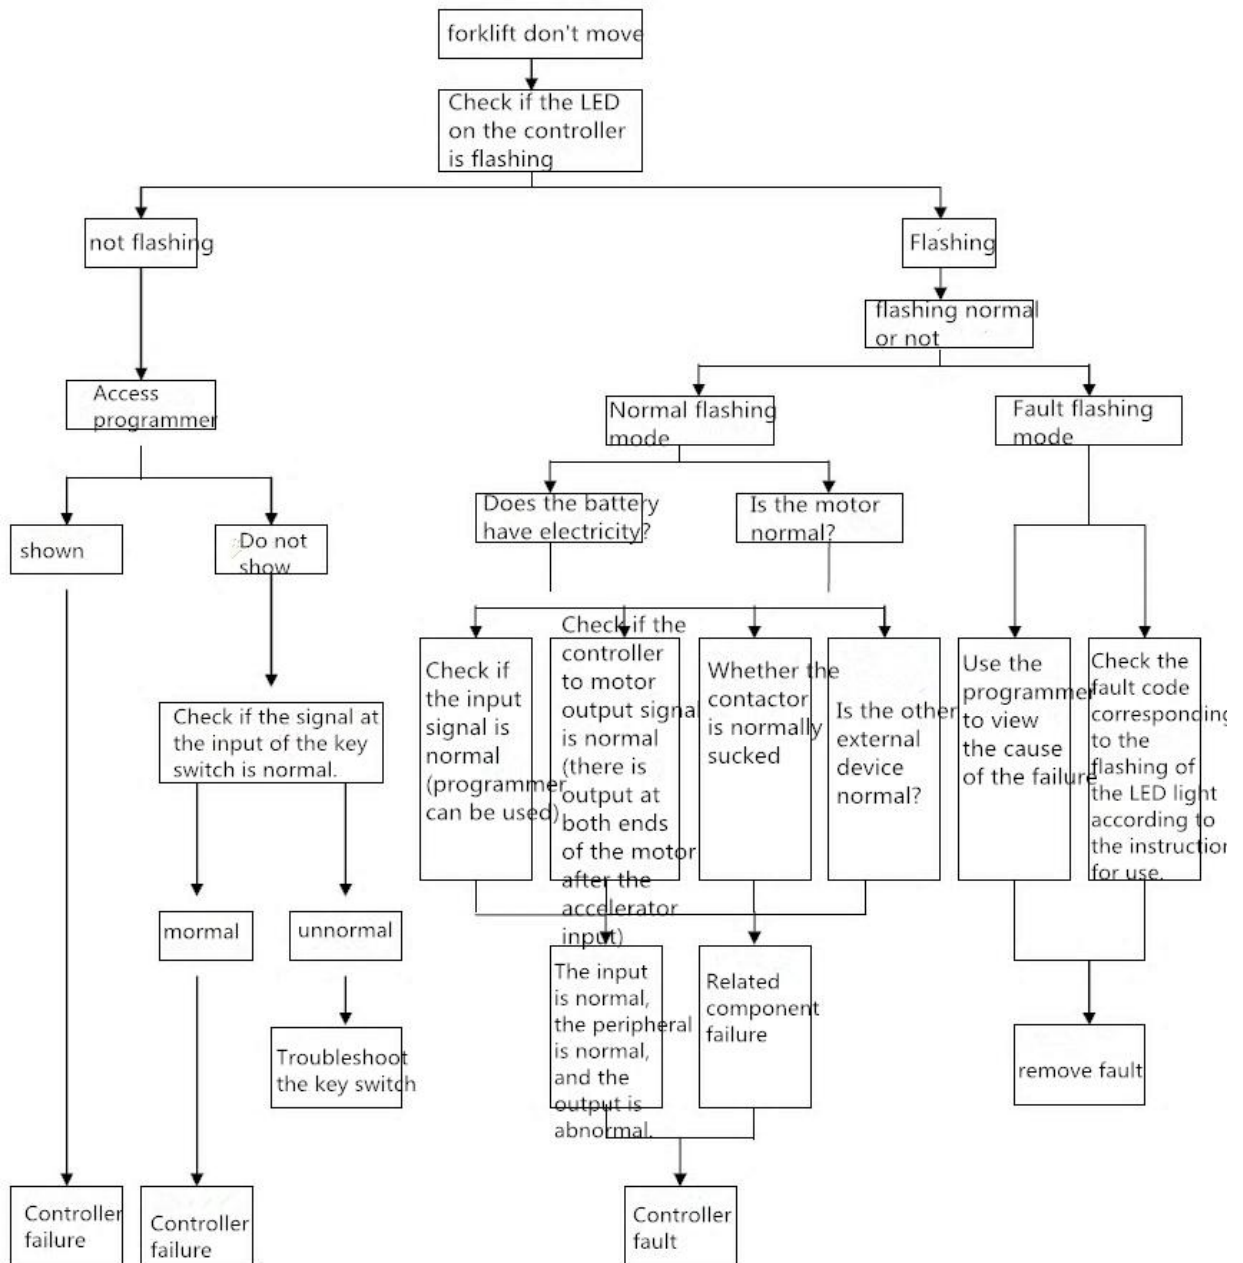 forklift don't move
Check if the LED
on the controller
is flashing
not flashing
Flashing
flashing normal
or not
Access
programmer
Normal flashing
mode
Fault flashing
mode
shown
Do not
show
Does the battery
have electricity?
Is the motor
normal?
Check if the signal at
the input of the key
switch is normal.
Check if
the input
signal is
normal
(programmer
can be used)
Check if the
controller
to motor
output signal
is normal
(there is
output at
both ends
of the motor
after the
accelerator
input)
Whether the
contactor
is normally
sucked
Is the other
external
device
normal?
Use the
programmer
to view
the cause
of the failure
Check the
fault code
corresponding
to the
flashing of
the LED light
according to
the instruction
for use.
mormal
unnormal
Troubleshoot
the key switch
The input
is normal,
the peripheral
is normal,
and the
output is
abnormal.
Related
component
failure
remove fault
Controller
failure
Controller
failure
Controller
fault